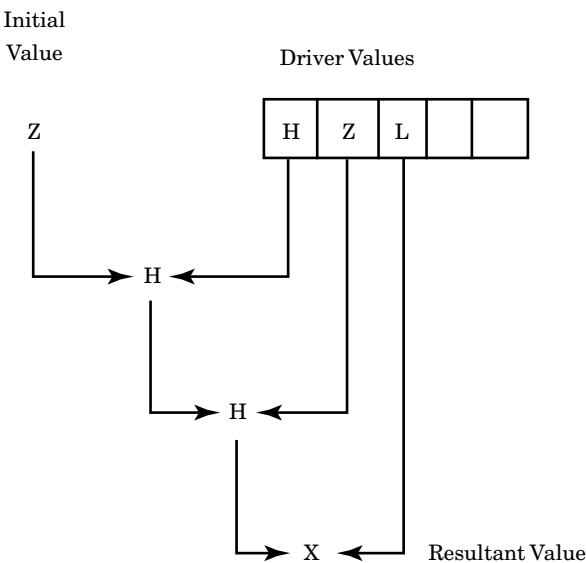 Initial
Value
Driver Values
Z
H Z L
H
H
X
Resultant Value